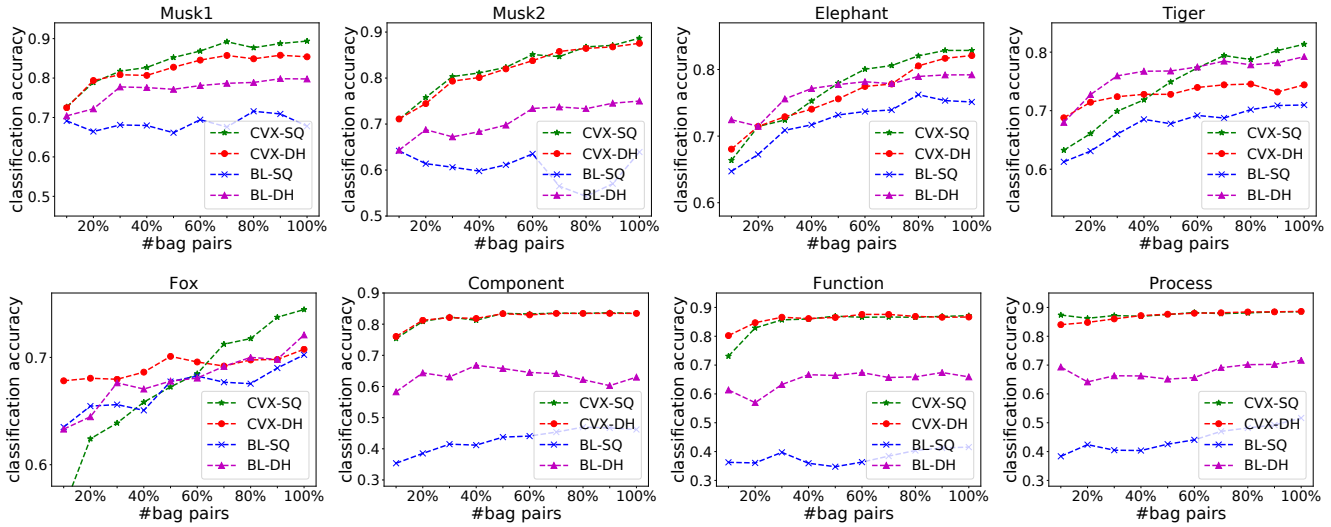 Musk1
classification accuracy
0.9
0.8
0.7
0.6
0.5
20% 40% 60% 80% 100%
#bag pairs
CVX-SQ
CVX-DH
BL-SQ
BL-DH
Musk2
classification accuracy
0.9
0.8
0.7
0.6
0.5
20% 40% 60% 80% 100%
#bag pairs
CVX-SQ
CVX-DH
BL-SQ
BL-DH
Elephant
classification accuracy
0.8
0.7
0.6
20% 40% 60% 80% 100%
#bag pairs
CVX-SQ
CVX-DH
BL-SQ
BL-DH
Tiger
classification accuracy
0.8
0.7
0.6
20% 40% 60% 80% 100%
#bag pairs
CVX-SQ
CVX-DH
BL-SQ
BL-DH
Fox
classification accuracy
0.7
0.6
20% 40% 60% 80% 100%
#bag pairs
CVX-SQ
CVX-DH
BL-SQ
BL-DH
Component
classification accuracy
0.9
0.8
0.7
0.6
0.5
0.4
0.3
20% 40% 60% 80% 100%
#bag pairs
CVX-SQ
CVX-DH
BL-SQ
BL-DH
Function
classification accuracy
0.9
0.8
0.7
0.6
0.5
0.4
0.3
20% 40% 60% 80% 100%
#bag pairs
CVX-SQ
CVX-DH
BL-SQ
BL-DH
Process
classification accuracy
0.9
0.8
0.7
0.6
0.5
0.4
0.3
20% 40% 60% 80% 100%
#bag pairs
CVX-SQ
CVX-DH
BL-SQ
BL-DH